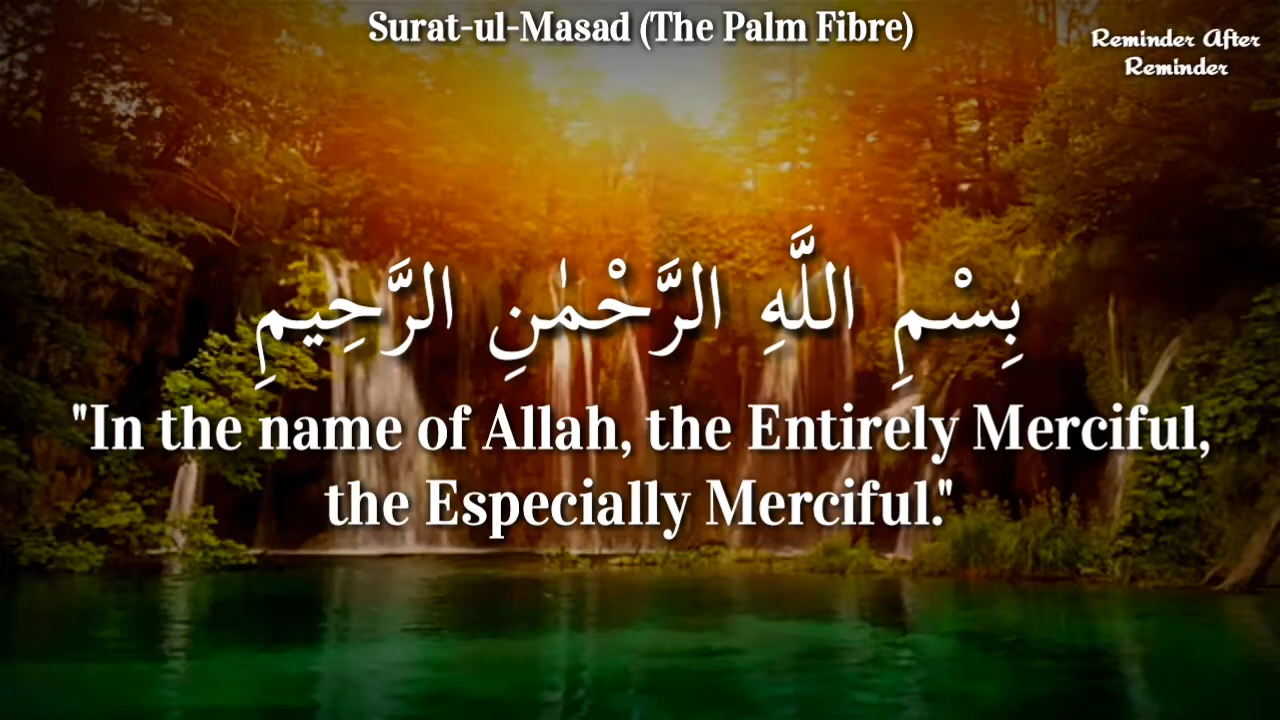 Surat-ul-Masad (The Palm Fibre)
Reminder After
Reminder
بِسْمِ اللَّهِ الرَّحْمَٰنِ الرَّحِيمِ
"In the name of Allah, the Entirely Merciful,
the Especially Merciful."